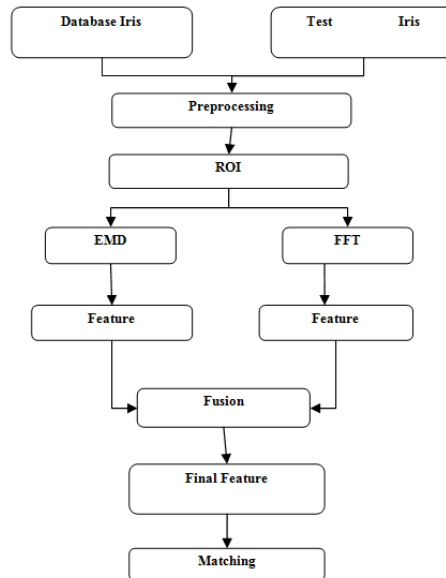 Database Iris
Test Iris
Preprocessing
ROI
EMD
FFT
Feature
Feature
Fusion
Final Feature
Matching